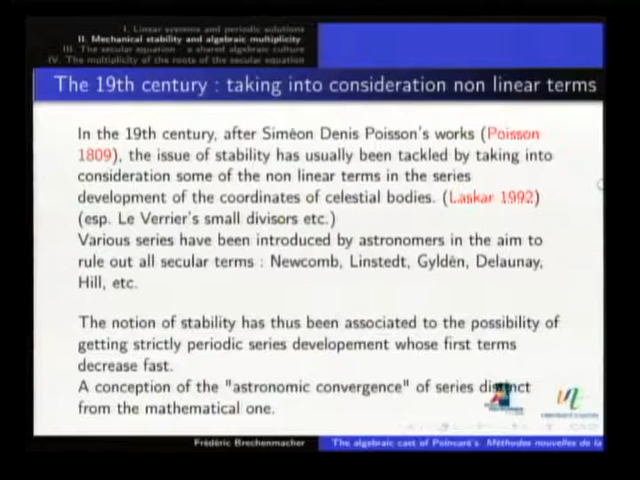 I. Linear systems and periodic solutions
II. Mechanical stability and algebraic multiplicity
III. The secular equation : a shared algebraic culture
IV. The multiplicity of the roots of the secular equation
The 19th century : taking into consideration non linear terms
In the 19th century, after Siméon Denis Poisson's works (Poisson
1809), the issue of stability has usually been tackled by taking into
consideration some of the non linear terms in the series
development of the coordinates of celestial bodies. (Laskar 1992)
(esp. Le Verrier's small divisors etc.)
Various series have been introduced by astronomers in the aim to
rule out all secular terms : Newcomb, Linstedt, Gyldén, Delaunay,
Hill, etc.
The notion of stability has thus been associated to the possibility of
getting strictly periodic series developement whose first terms
decrease fast.
A conception of the "astronomic convergence" of series distinct
from the mathematical one.
Frédéric Brechenmacher
The algebraic cast of Poincaré's Méthodes nouvelles de la